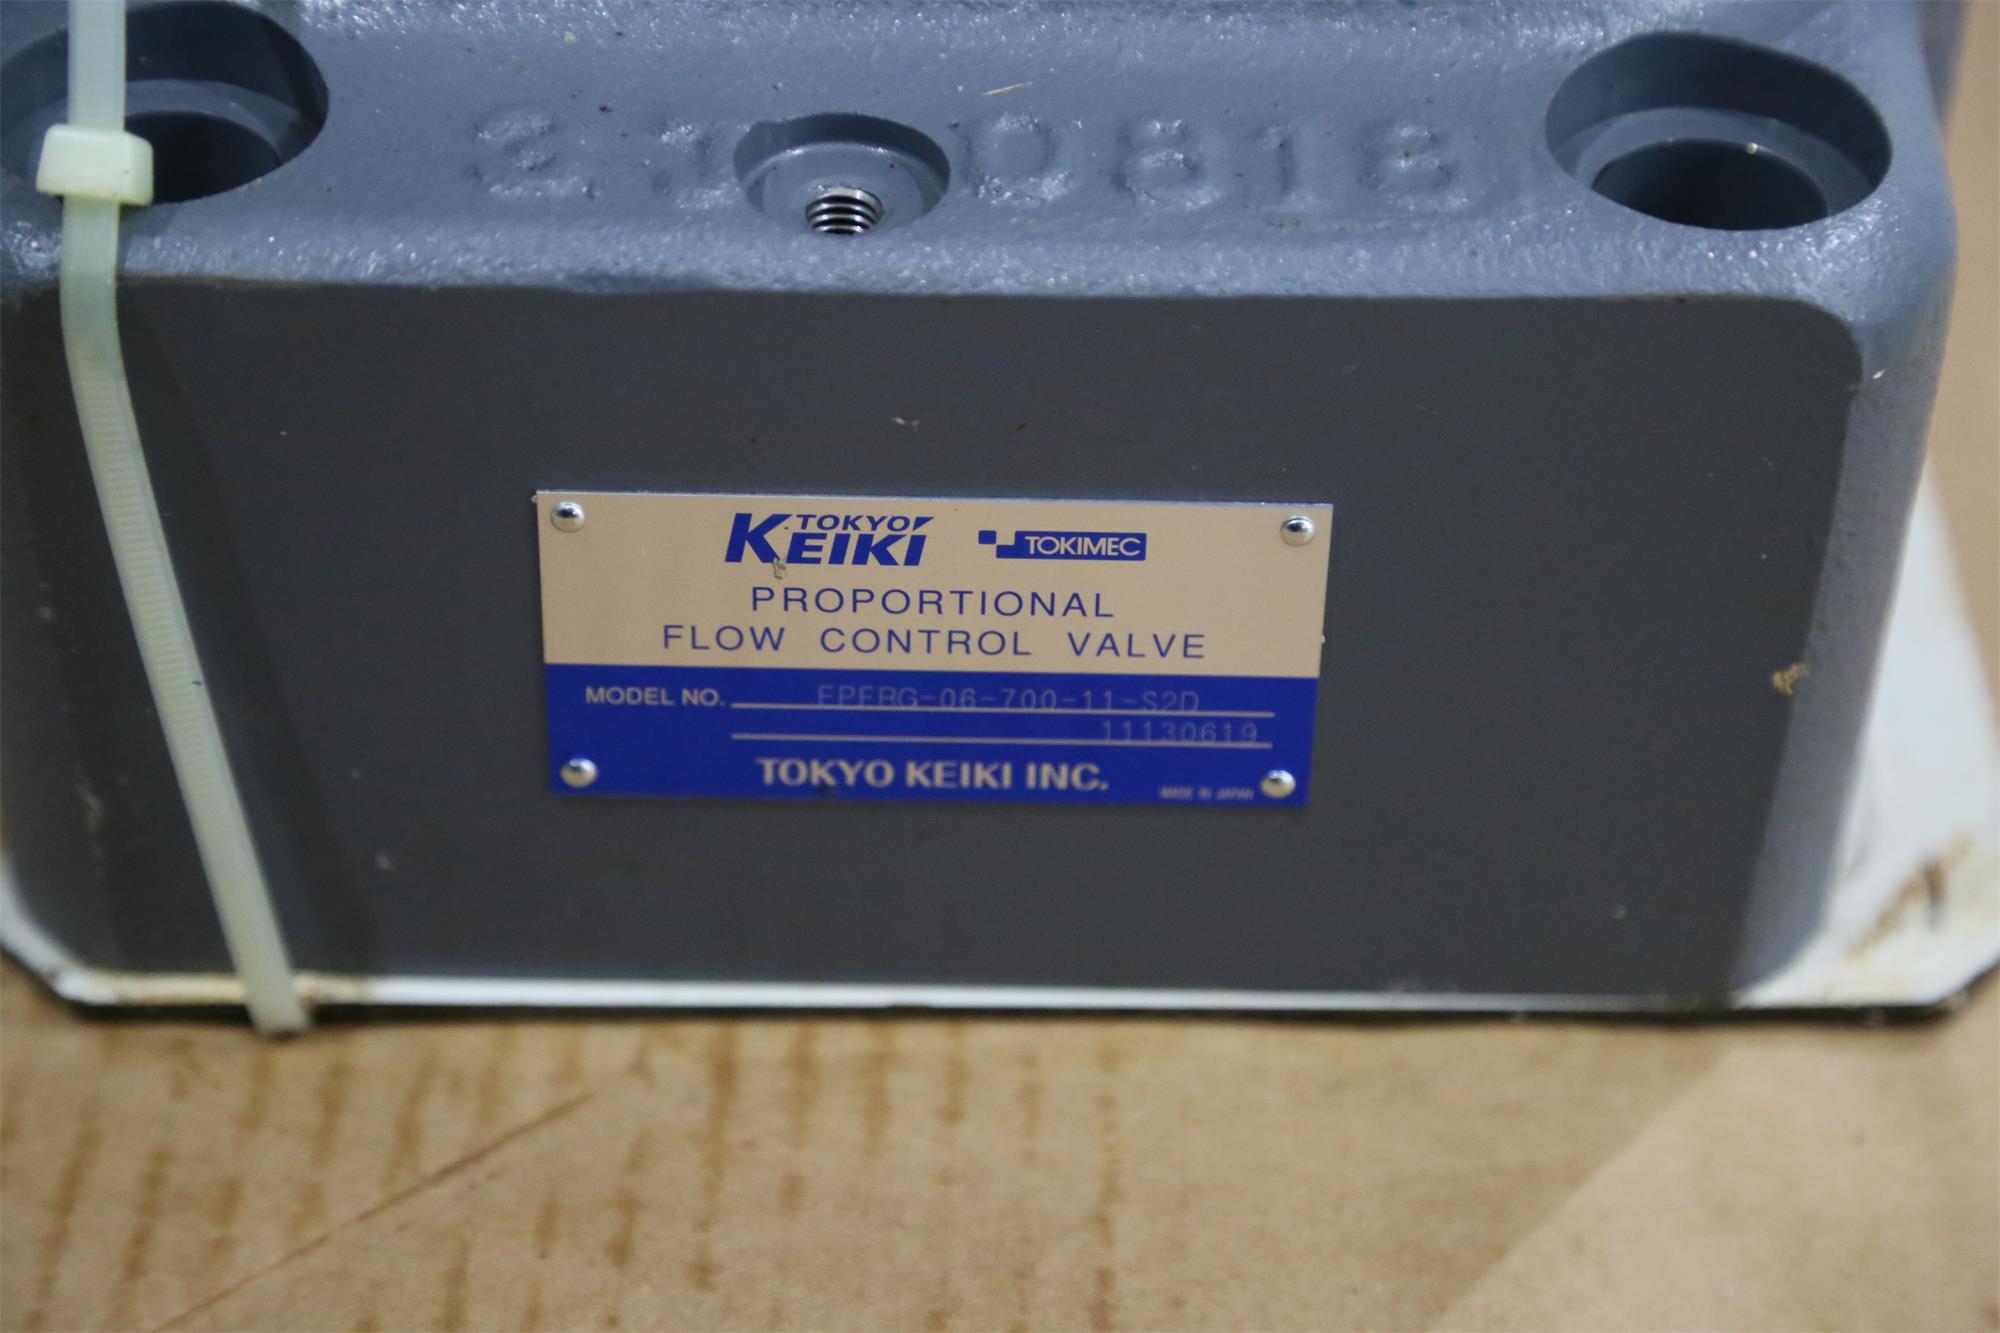 0818
TOKYO
KEIKI
TOKIMEC
PROPORTIONAL
FLOW CONTROL VALVE
MODEL NO. EPFRG-06-700-11-S2D
11130619
TOKYO KEIKI INC.
MADE IN JAPAN